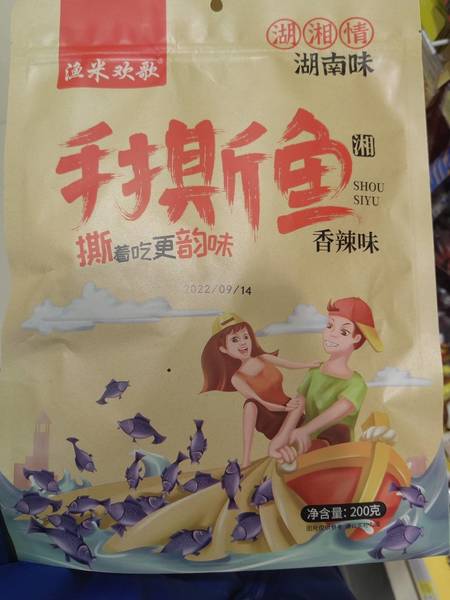 渔米欢歌®
湖湘情
湖南味
手撕鱼
湘
SHOU
SIYU
撕着吃更韵味
香辣味
2022/09/14
净含量: 200克